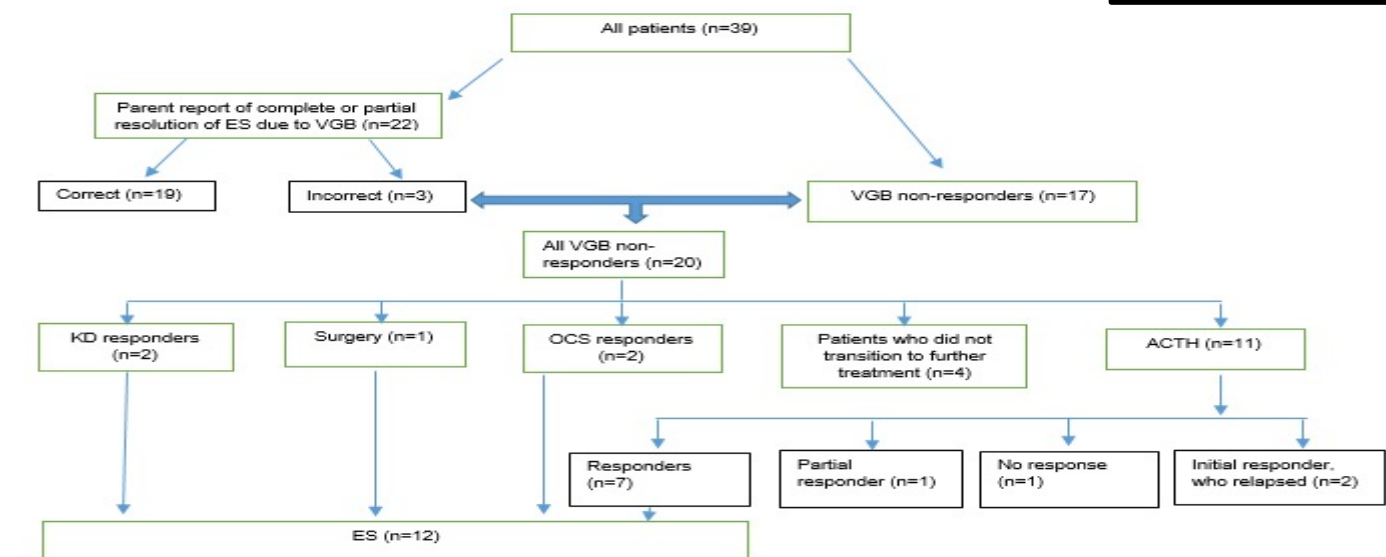 All patients (n=39)
Parent report of complete or partial
resolution of ES due to VGB (n=22)
Correct (n=19)
Incorrect (n=3)
VGB non-responders (n=17)
All VGB non-
responders (n=20)
KD responders
(n=2)
Surgery (n=1)
OCS responders
(n=2)
Patients who did not
transition to further
treatment (n=4)
ACTH (n=11)
Responders
(n=7)
Partial
responder (n=1)
No response
(n=1)
Initial responder,
who relapsed (n=2)
ES (n=12)